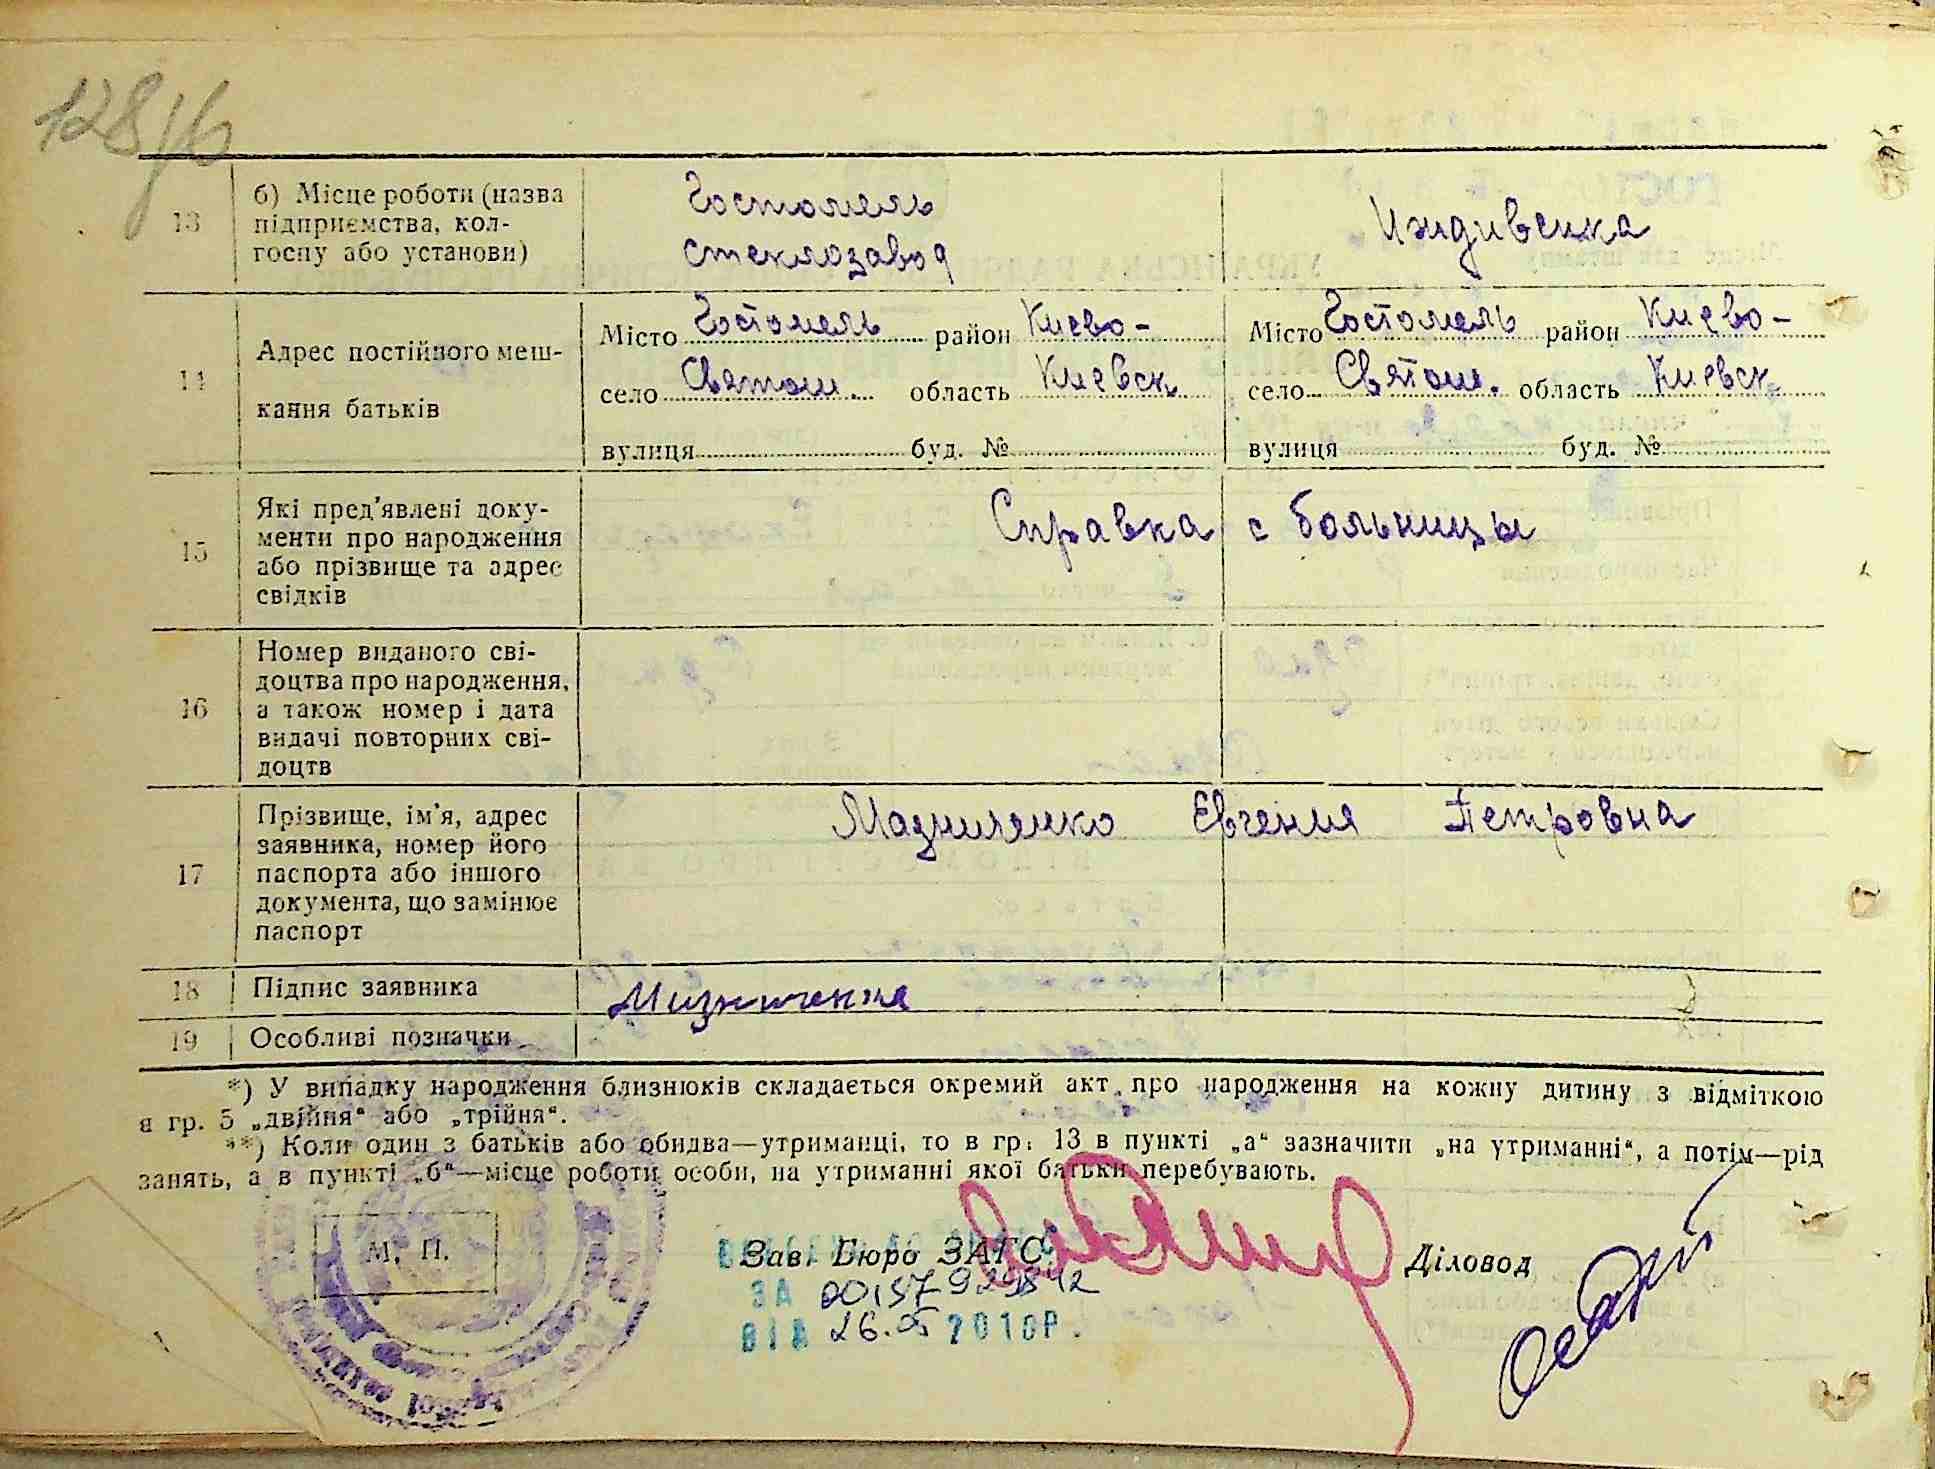 128/б
13 б) Місце роботи (назва підприємства, кол-госпу або установи) Гостомель стеклозавод Иждивенка
14 Адрес постійного меш-кання батьків
Місто Гостомель район Киево- Місто Гостомель район Киево-
село Святош. область Киевск село Святош. область Киевск.
вулиця буд. № вулиця буд. №
15 Які пред'явлені доку-
менти про народження
або прізвище та адрес
свідків
Справка с больницы
16 Номер виданого сві-
доцтва про народження,
а також номер і дата
видачі повторних сві-
доцтв
17 Прізвище, ім'я, адрес
заявника, номер його
паспорта або іншого
документа, що замінює
паспорт
Евгения Петровна
18 Підпис заявника
19 Особливі позначки
*) У випадку народження близнюків складається окремий акт про народження на кожну дитину з відміткою
в гр. 5 „двійня“ або „трійня“.
**) Коли один з батьків або обидва—утриманці, то в гр. 13 в пункті „а“ зазначити „на утриманні“, а потім—рід
занять, а в пункті „б“—місце роботи особи, на утриманні якої батьки перебувають.
М. П.
Зав. Бюро ЗАГС
Діловод
ЗА 00157929842
ВІД 26.05 2010Р.